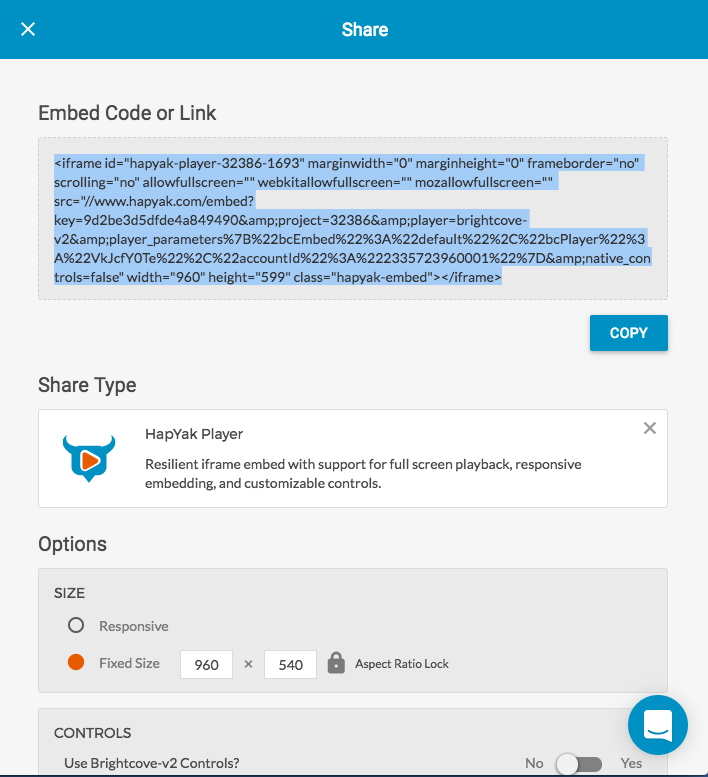 Share
Embed Code or Link
<iframe id="hapyak-player-32386-1693" marginwidth="0" marginheight="0" frameborder="no"
scrolling="no" allowfullscreen="" webkitallowfullscreen="" mozallowfullscreen=""
src="//www.hapyak.com/embed?
key=9d2be3d5dfde4a849490&amp;project=32386&amp;player=brightcove-
v2&amp;player_parameters%7B%22bcEmbed%22%3A%22default%22%2C%22bcPlayer%22%3
A%22VkJcfY0Te%22%2C%22accountId%22%3A%222335723960001%22%7D&amp;native_co
ntrols=false" width="960" height="599" class="hapyak-embed"></iframe>
COPY
Share Type
HapYak Player
Resilient iframe embed with support for full screen playback, responsive
embedding, and customizable controls.
Options
SIZE
Responsive
Fixed Size 960 × 540 Aspect Ratio Lock
CONTROLS
Use Brightcove-v2 Controls? No Yes